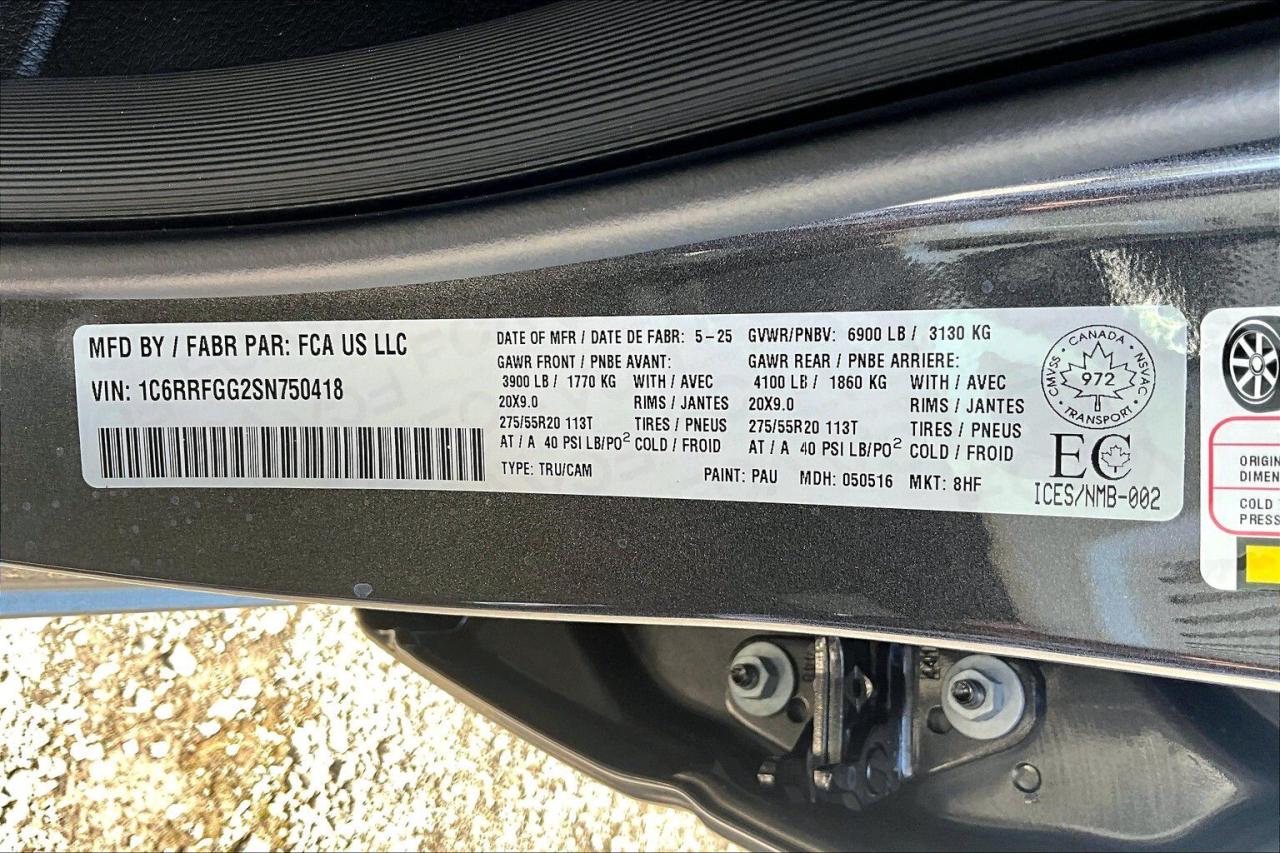 MFD BY / FABR PAR: FCA US LLC
VIN: 1C6RRFGG2SN750418
DATE OF MFR / DATE DE FABR: 5-25 GVWR/PNBV: 6900 LB / 3130 KG
GAWR FRONT / PNBE AVANT: GAWR REAR / PNBE ARRIERE:
3900 LB / 1770 KG WITH / AVEC 4100 LB / 1860 KG WITH / AVEC
20X9.0 RIMS / JANTES 20X9.0 RIMS / JANTES
275/55R20 113T TIRES / PNEUS 275/55R20 113T TIRES / PNEUS
AT / A 40 PSI LB/PO2 COLD / FROID AT / A 40 PSI LB/PO2 COLD / FROID
TYPE: TRU/CAM PAINT: PAU MDH: 050516 MKT: 8HF
CANADA
CMVSS 972 NSVAC
TRANSPORT
EC
ICES/NMB-002
ORIGIN
DIMEN
COLD
PRESS